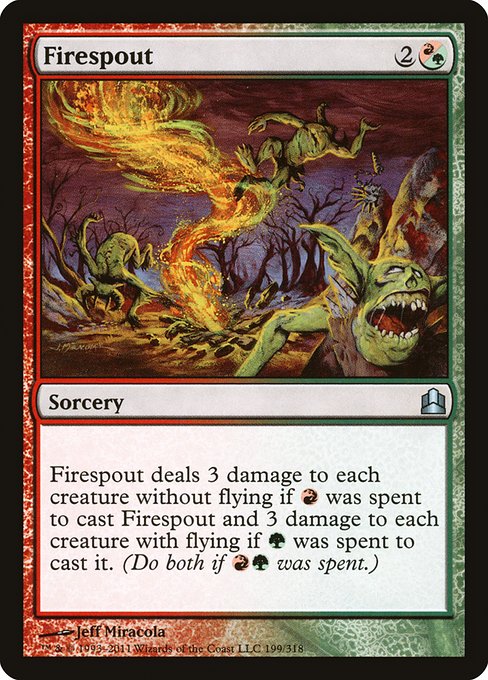 Firespout 2
Sorcery
Firespout deals 3 damage to each
creature without flying if was spent
to cast Firespout and 3 damage to each
creature with flying if was spent to
cast it. (Do both if was spent.)
Jeff Miracola
™ & © 1993-2011 Wizards of the Coast LLC 199/318